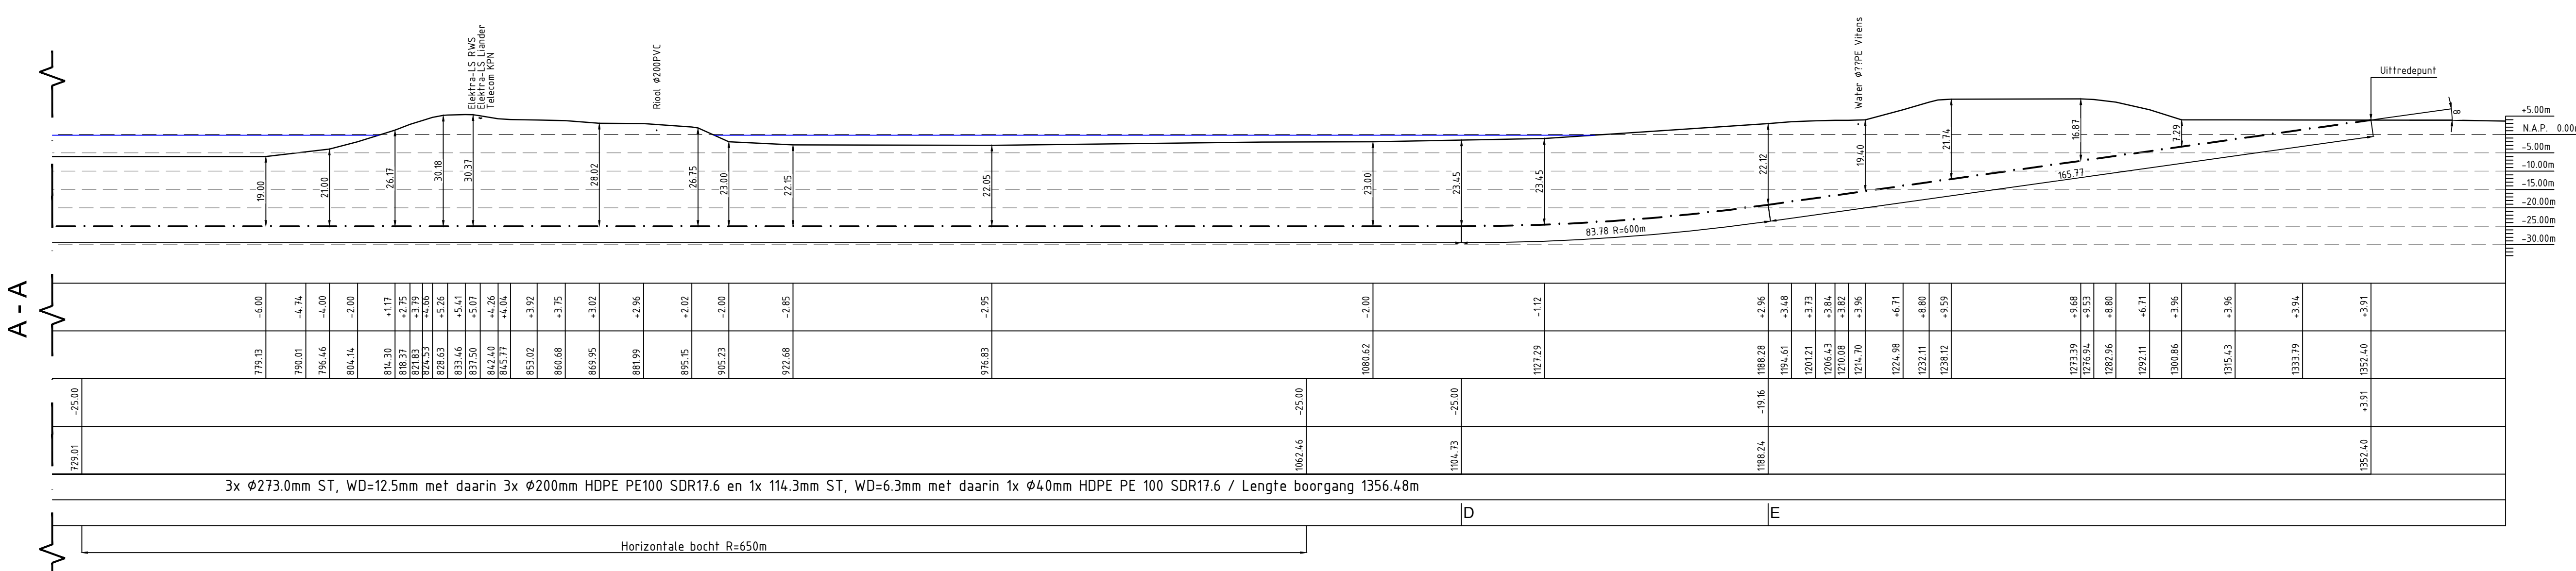 Elektra-LS RWS
Elektra-LS Liander
Telecom KPN
Riool Ø200PVC
Water Ø??PE Vitens
Uittredepunt
8
+5.00m
N.A.P. 0.00m
-5.00m
-10.00m
-15.00m
-20.00m
-25.00m
-30.00m
19.00 21.00 26.17 30.18 30.37 28.02 26.75 23.00 22.15 22.05 23.00 23.45 23.45 22.12 19.40 21.74 16.87 7.29
165.77
83.78 R=600m
A - A
-6.00 -4.74 -4.00 -2.00 +1.17 +2.75 +3.79 +4.66 +5.26 +5.41 +5.07 +4.26 +4.04 +3.92 +3.75 +3.02 +2.96 +2.02 -2.00 -2.85 -2.95 -2.00 -1.12 +2.96 +3.48 +3.73 +3.84 +3.82 +3.96 +6.71 +8.80 +9.59 +9.68 +9.53 +8.80 +6.71 +3.96 +3.96 +3.94 +3.91
779.13 790.01 796.46 804.14 814.30 818.37 821.83 824.53 828.63 833.46 837.50 842.40 845.77 853.02 860.68 869.95 881.99 895.15 905.23 922.68 976.83 1080.62 1127.29 1188.28 1194.61 1201.21 1206.43 1210.08 1214.70 1224.98 1232.11 1238.12 1273.39 1276.94 1282.96 1292.11 1300.86 1315.43 1333.79 1352.40
-25.00 -25.00 -25.00 -19.16 +3.91
729.01 1062.46 1104.73 1188.24 1352.40
3x Ø273.0mm ST, WD=12.5mm met daarin 3x Ø200mm HDPE PE100 SDR17.6 en 1x 114.3mm ST, WD=6.3mm met daarin 1x Ø40mm HDPE PE 100 SDR17.6 / Lengte boorgang 1356.48m
D E
Horizontale bocht R=650m